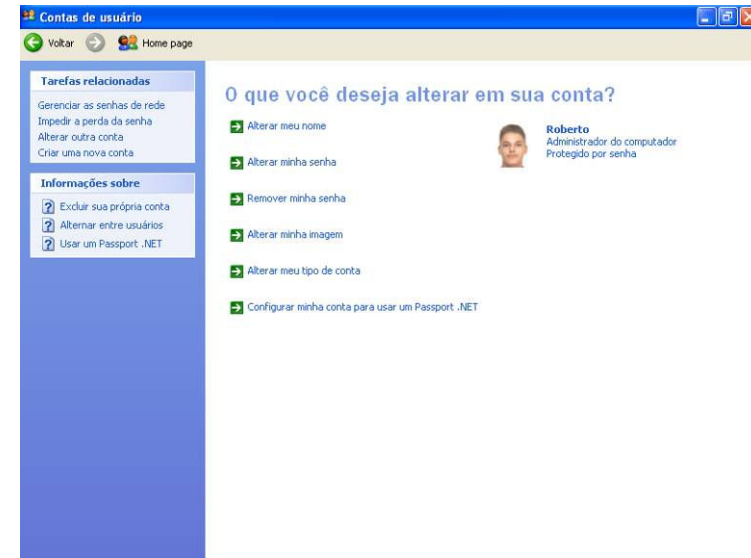 Contas de usuário
Voltar
Home page
Tarefas relacionadas
Gerenciar as senhas de rede
Impedir a perda da senha
Alterar outra conta
Criar uma nova conta
Informações sobre
Excluir sua própria conta
Alternar entre usuários
Usar um Passport .NET
O que você deseja alterar em sua conta?
Alterar meu nome
Alterar minha senha
Remover minha senha
Alterar minha imagem
Alterar meu tipo de conta
Configurar minha conta para usar um Passport .NET
Roberto
Administrador do computador
Protegido por senha